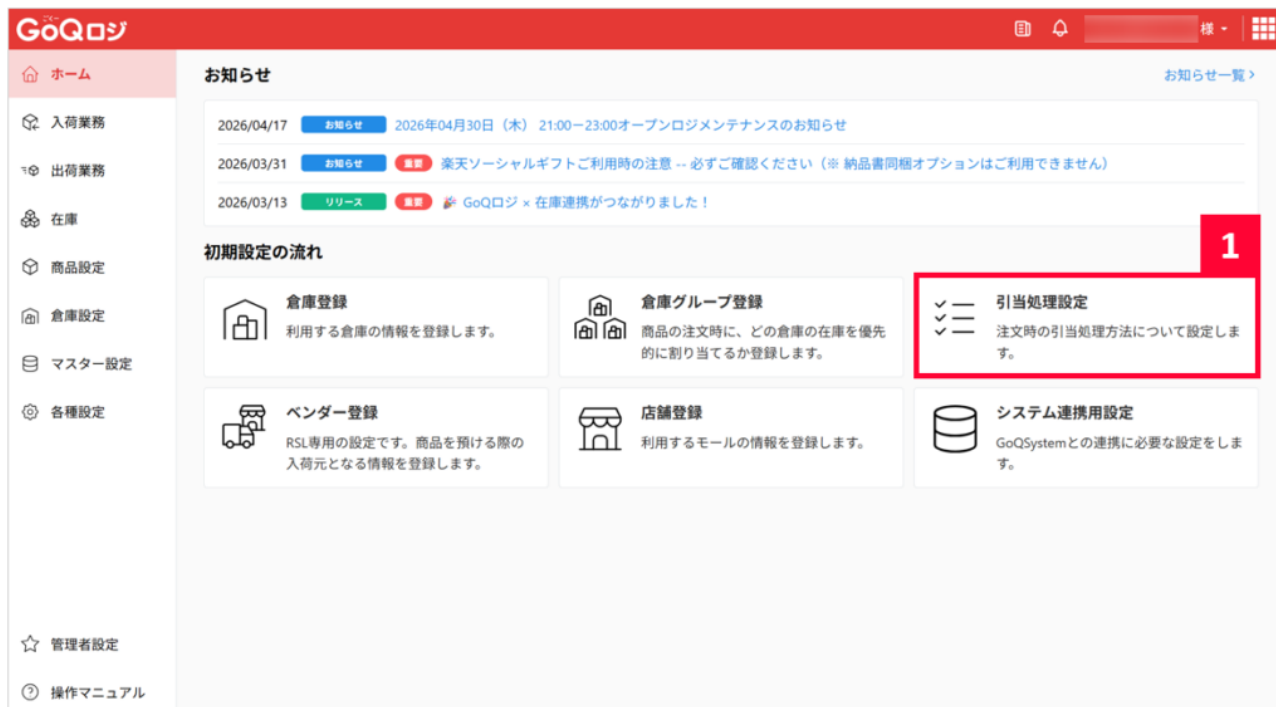 ごくー
GoQロジ
様
ホーム
入荷業務
出荷業務
在庫
商品設定
倉庫設定
マスター設定
各種設定
管理者設定
操作マニュアル
お知らせ
お知らせ一覧
2026/04/17 お知らせ 2026年04月30日（木） 21:00－23:00オープンロジメンテナンスのお知らせ
2026/03/31 お知らせ 重要 楽天ソーシャルギフトご利用時の注意 -- 必ずご確認ください（※ 納品書同梱オプションはご利用できません）
2026/03/13 リリース 重要 🎉 GoQロジ × 在庫連携がつながりました！
初期設定の流れ
1
倉庫登録
利用する倉庫の情報を登録します。
倉庫グループ登録
商品の注文時に、どの倉庫の在庫を優先
的に割り当てるか登録します。
引当処理設定
注文時の引当処理方法について設定しま
す。
ベンダー登録
RSL専用の設定です。商品を預ける際の
入荷元となる情報を登録します。
店舗登録
利用するモールの情報を登録します。
システム連携用設定
GoQSystemとの連携に必要な設定をしま
す。